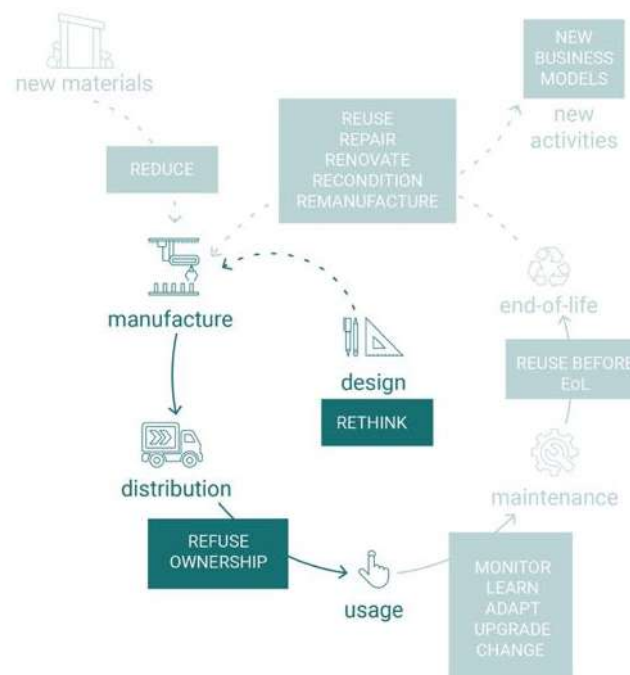 new materials
NEW
BUSINESS
MODELS
new
activities
REUSE
REPAIR
RENOVATE
RECONDITION
REMANUFACTURE
REDUCE
manufacture
end-of-life
design
RETHINK
REUSE BEFORE
EoL
distribution
maintenance
REFUSE
OWNERSHIP
usage
MONITOR
LEARN
ADAPT
UPGRADE
CHANGE